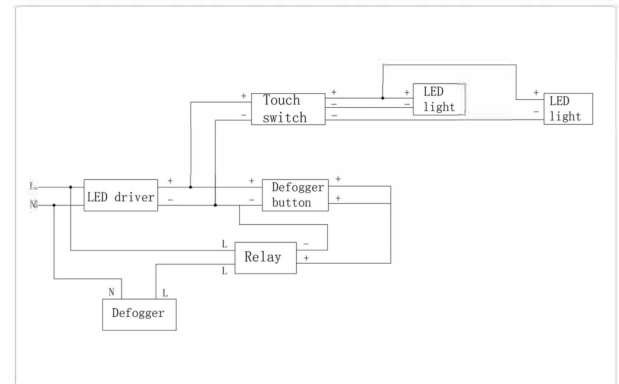 + Touch switch + + LED light + LED light
- - - -
-
L LED driver + + Defogger button +
N - - +
L Relay -
L +
N L
Defogger